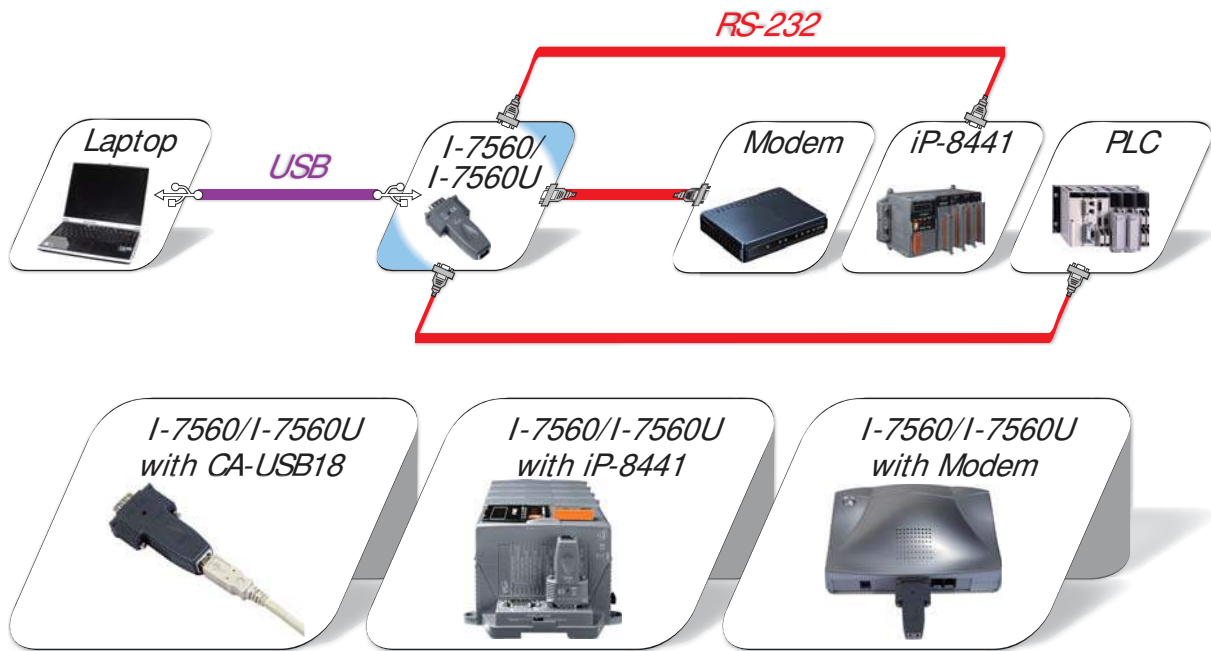 RS-232
Laptop
USB
I-7560/
I-7560U
Modem
iP-8441
PLC
I-7560/I-7560U
with CA-USB18
I-7560/I-7560U
with iP-8441
I-7560/I-7560U
with Modem